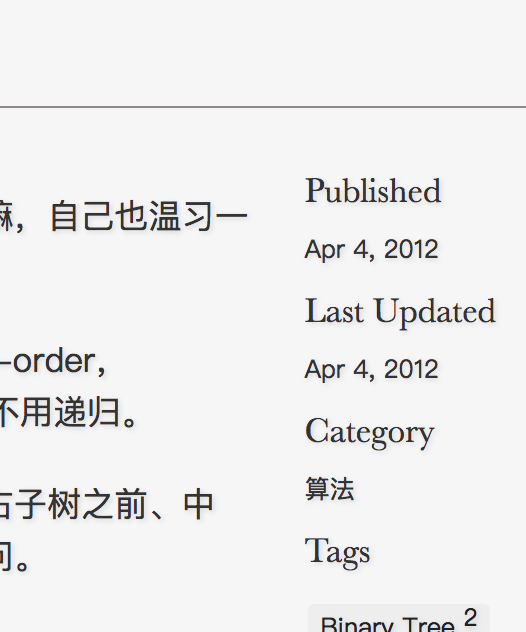 嘛，自己也温习一
-order，
不用递归。
右子树之前、中
问。
Published
Apr 4, 2012
Last Updated
Apr 4, 2012
Category
算法
Tags
Binary Tree 2